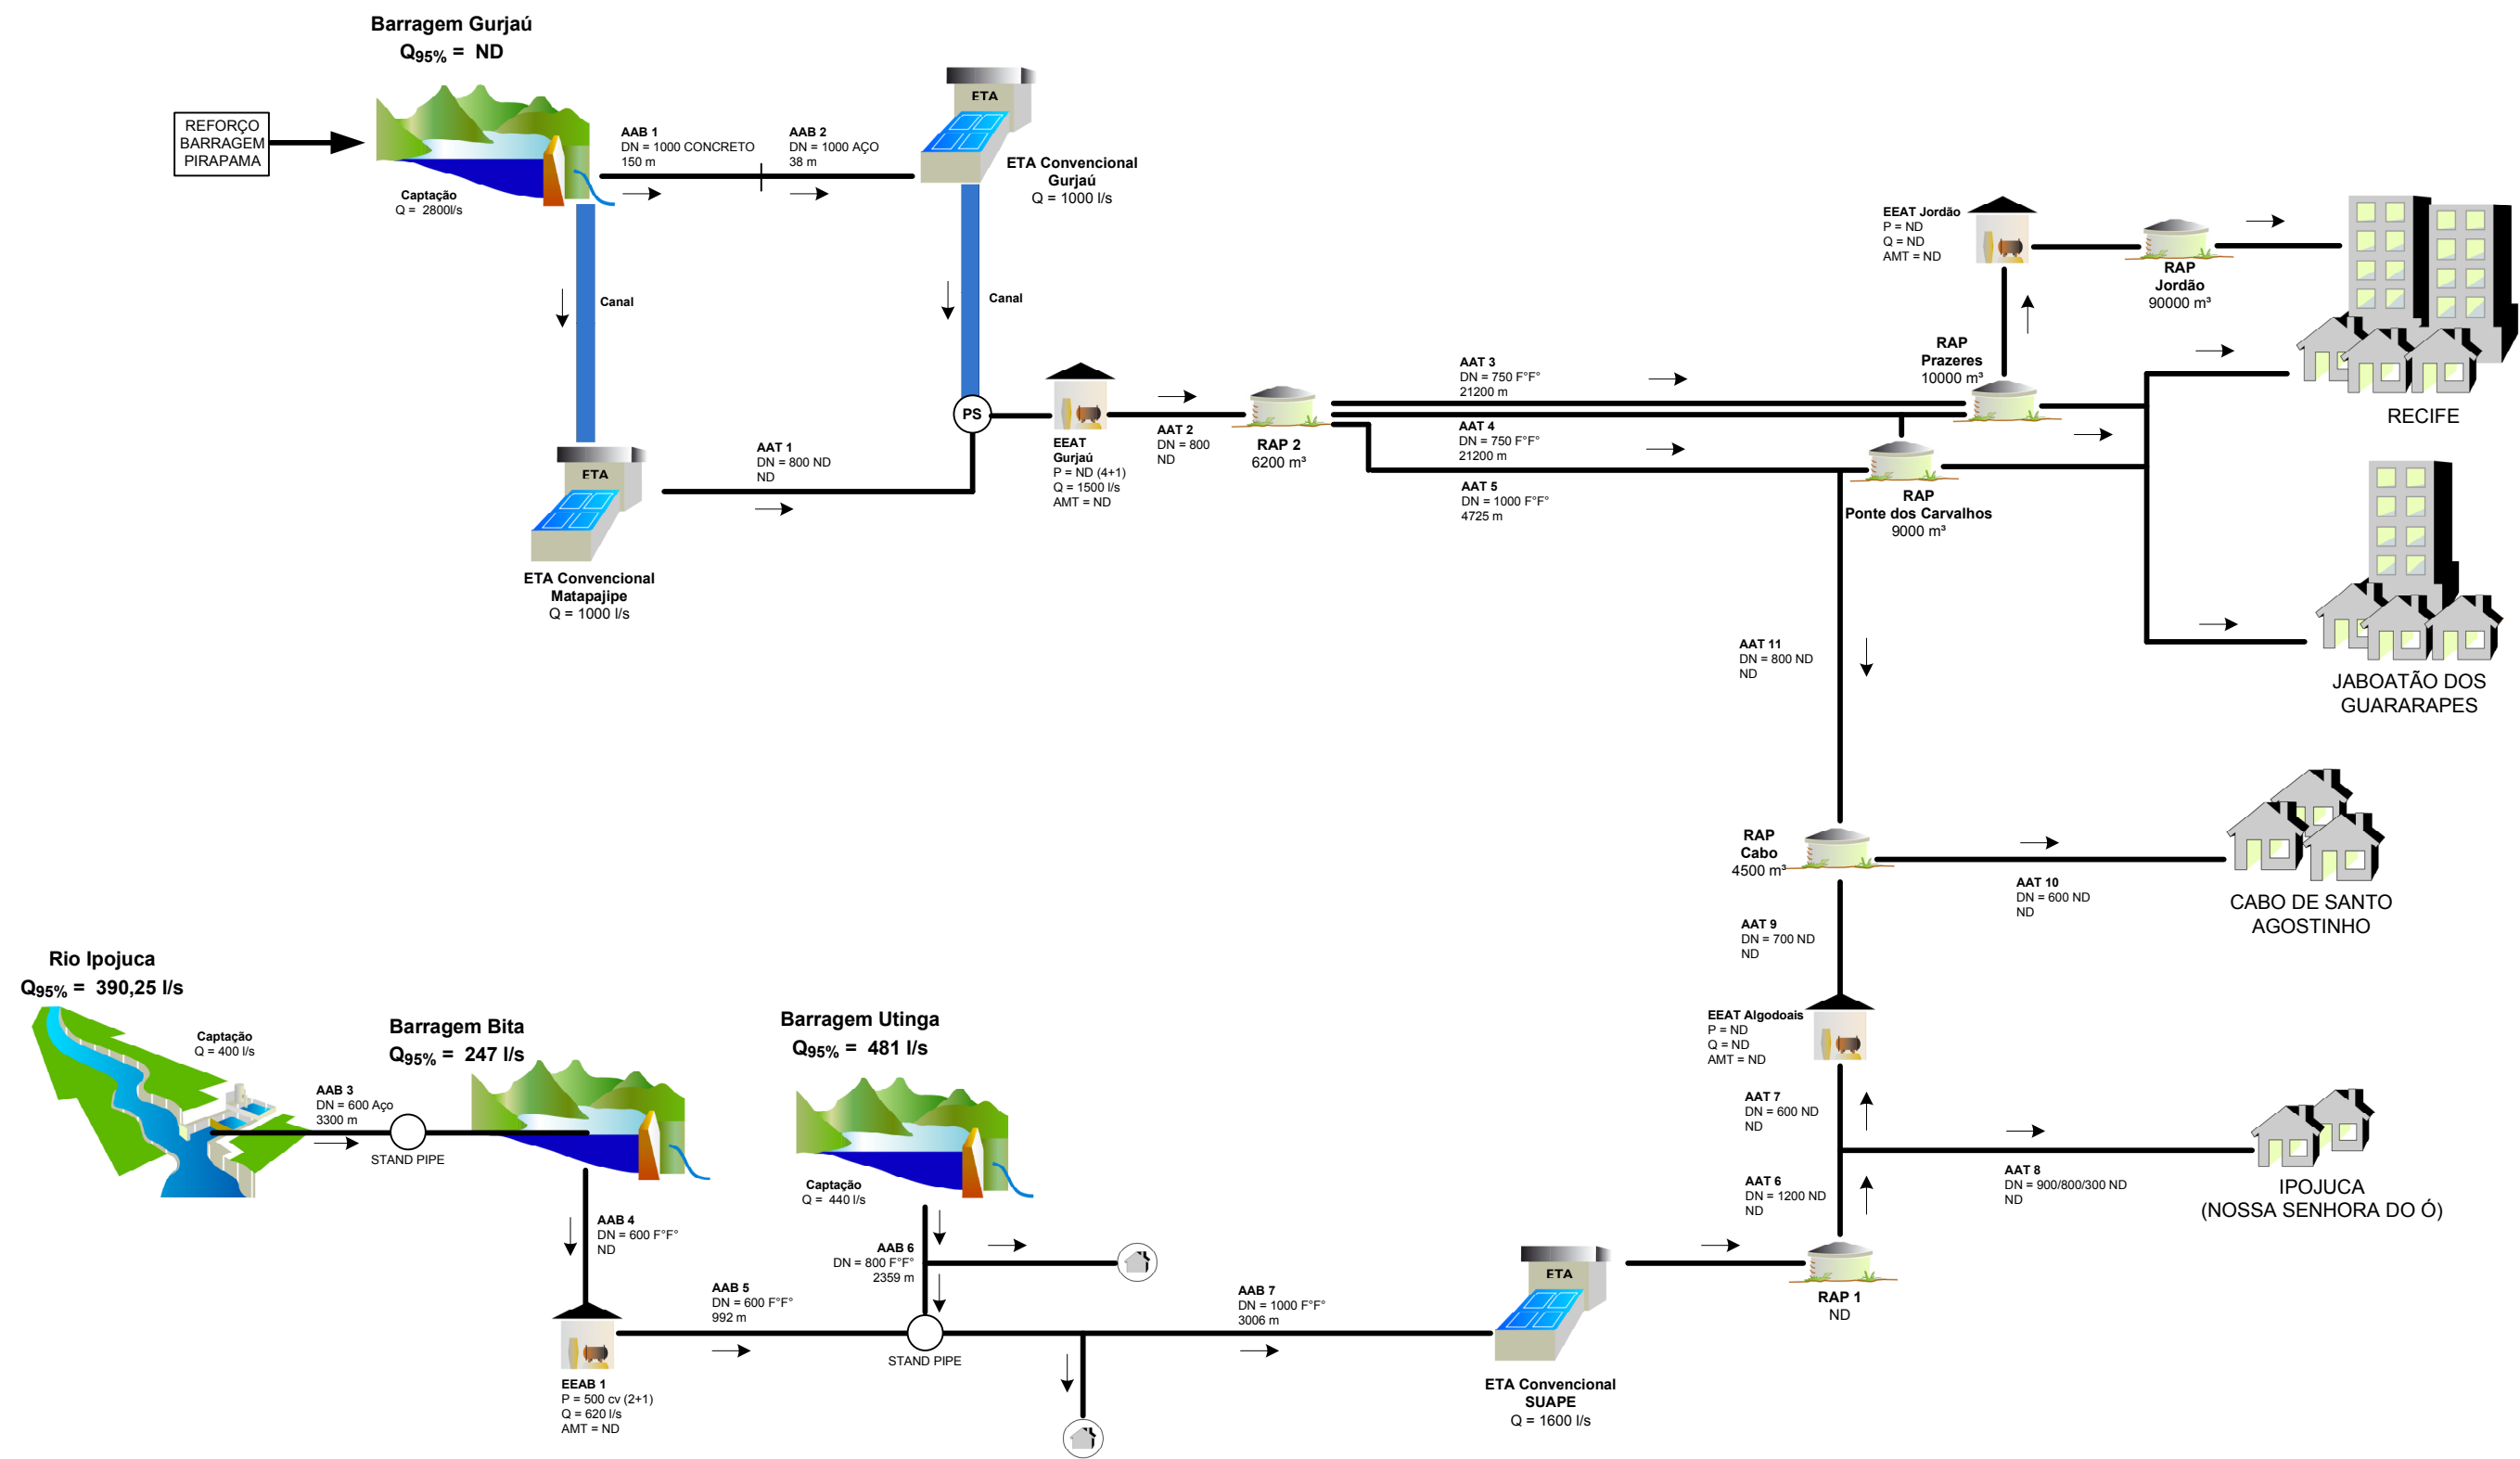 Barragem Gurjaú
Q95% = ND
REFORÇO
BARRAGEM
PIRAPAMA
Captação
Q = 2800l/s
AAB 1
DN = 1000 CONCRETO
150 m
AAB 2
DN = 1000 AÇO
38 m
ETA
ETA Convencional
Gurjaú
Q = 1000 l/s
Canal
Canal
ETA
ETA Convencional
Matapajipe
Q = 1000 l/s
AAT 1
DN = 800 ND
ND
PS
EEAT
Gurjaú
P = ND (4+1)
Q = 1500 l/s
AMT = ND
AAT 2
DN = 800
ND
RAP 2
6200 m³
AAT 3
DN = 750 F°F°
21200 m
AAT 4
DN = 750 F°F°
21200 m
AAT 5
DN = 1000 F°F°
4725 m
EEAT Jordão
P = ND
Q = ND
AMT = ND
RAP
Jordão
90000 m³
RAP
Prazeres
10000 m³
RAP
Ponte dos Carvalhos
9000 m³
RECIFE
JABOATÃO DOS
GUARARAPES
AAT 11
DN = 800 ND
ND
RAP
Cabo
4500 m³
AAT 10
DN = 600 ND
ND
CABO DE SANTO
AGOSTINHO
AAT 9
DN = 700 ND
ND
EEAT Algodoais
P = ND
Q = ND
AMT = ND
AAT 7
DN = 600 ND
ND
AAT 6
DN = 1200 ND
ND
AAT 8
DN = 900/800/300 ND
ND
IPOJUCA
(NOSSA SENHORA DO Ó)
Rio Ipojuca
Q95% = 390,25 l/s
Captação
Q = 400 l/s
AAB 3
DN = 600 Aço
3300 m
STAND PIPE
Barragem Bita
Q95% = 247 l/s
AAB 4
DN = 600 F°F°
ND
EEAB 1
P = 500 cv (2+1)
Q = 620 l/s
AMT = ND
AAB 5
DN = 600 F°F°
992 m
Barragem Utinga
Q95% = 481 l/s
Captação
Q = 440 l/s
AAB 6
DN = 800 F°F°
2359 m
STAND PIPE
AAB 7
DN = 1000 F°F°
3006 m
ETA
ETA Convencional
SUAPE
Q = 1600 l/s
RAP 1
ND